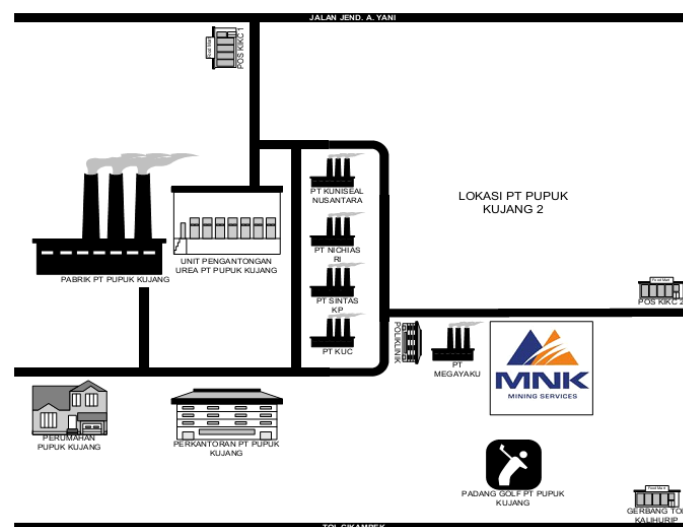 JALAN JEND. A. YANI
POS KIKC 1
PT KUNISEAL
NUSANTARA
LOKASI PT PUPUK
KUJANG 2
UNIT PENGANTONGAN
UREA PT PUPUK KUJANG
PT NICHIAS
RI
PABRIK PT PUPUK KUJANG
PT SINTAS
KP
POS KIKC 2
PT KUC
POLIKLINIK
PT
MEGAYAKU
MNK
MINING SERVICES
PERUMAHAN
PUPUK KUJANG
PERKANTORAN PT PUPUK
KUJANG
PADANG GOLF PT PUPUK
KUJANG
GERBANG TOL
KALIHURIP
TOL CIKAMPEK